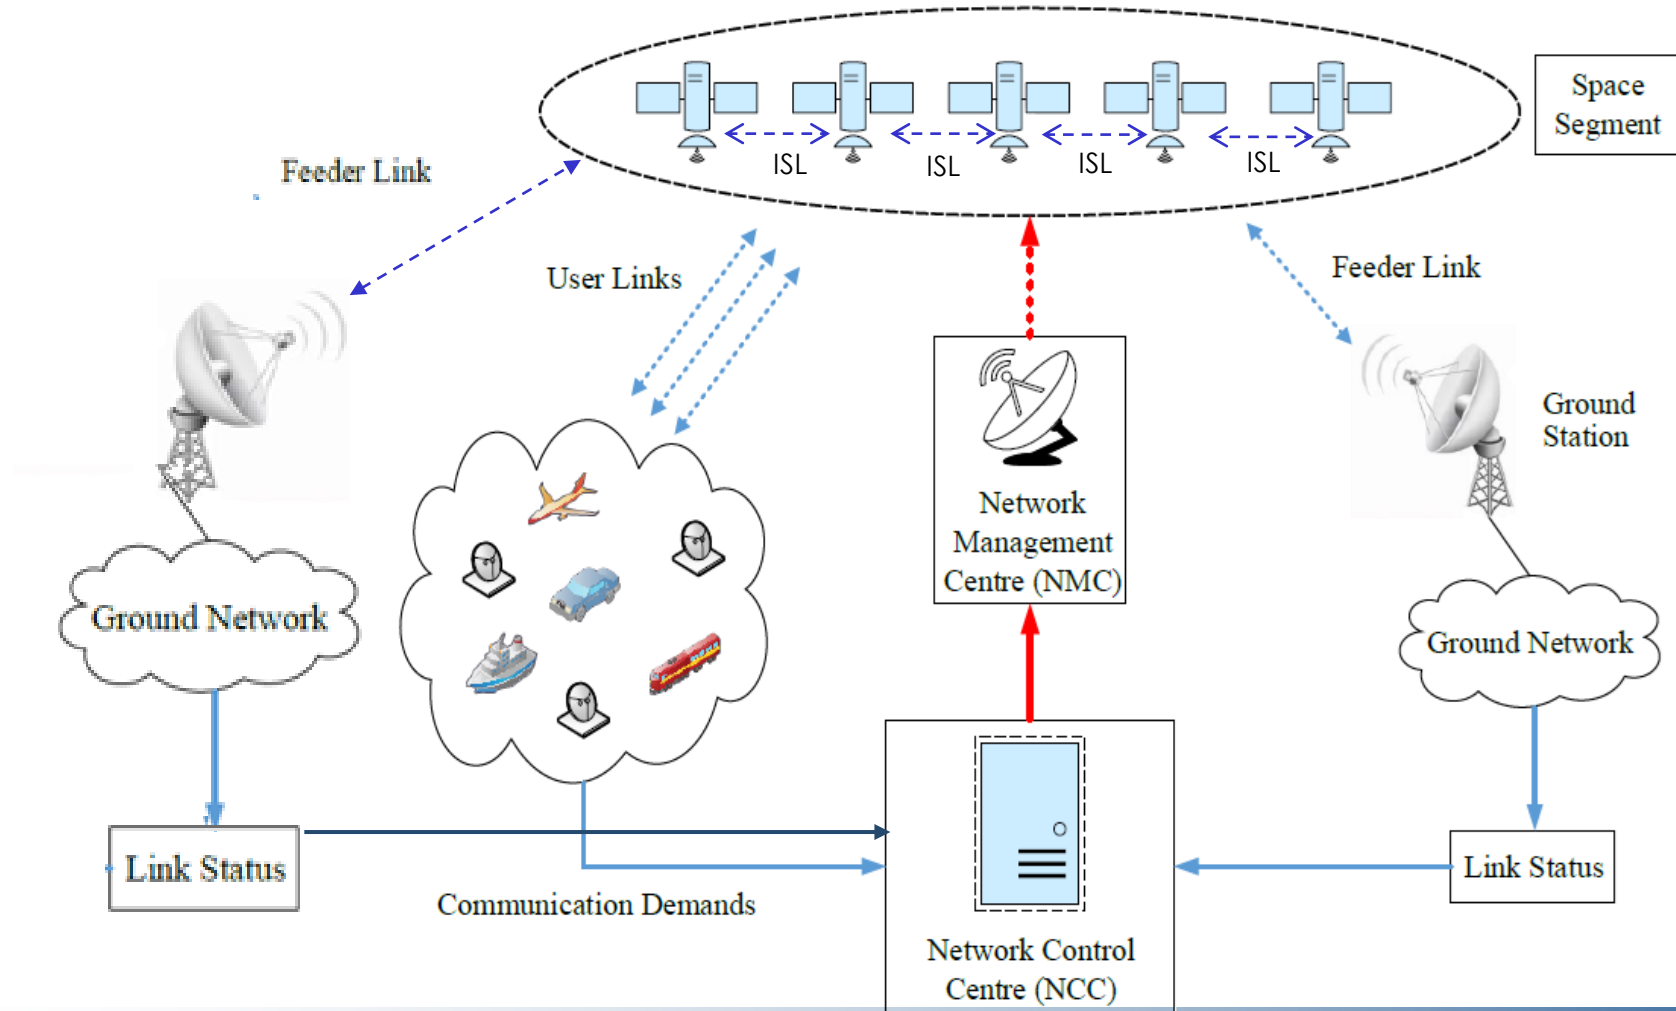 Space
Segment
ISL
ISL
ISL
ISL
Feeder Link
User Links
Feeder Link
Ground
Station
Network
Management
Centre (NMC)
Ground Network
Ground Network
Link Status
Link Status
Communication Demands
Network Control
Centre (NCC)